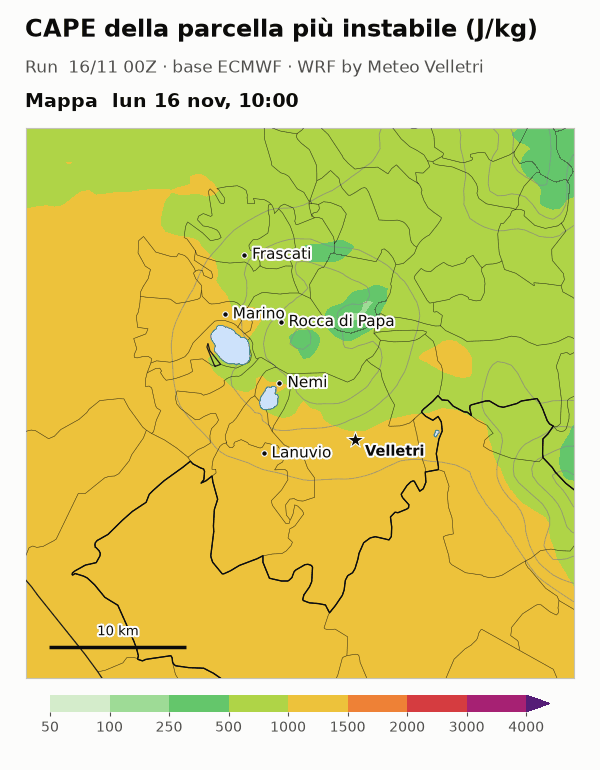 CAPE della parcella più instabile (J/kg)
Run  16/11 00Z · base ECMWF · WRF by Meteo Velletri
Mappa  lun 16 nov, 10:00
Frascati
Marino
Rocca di Papa
Nemi
Velletri
Lanuvio
10 km
50 100 250 500 1000 1500 2000 3000 4000